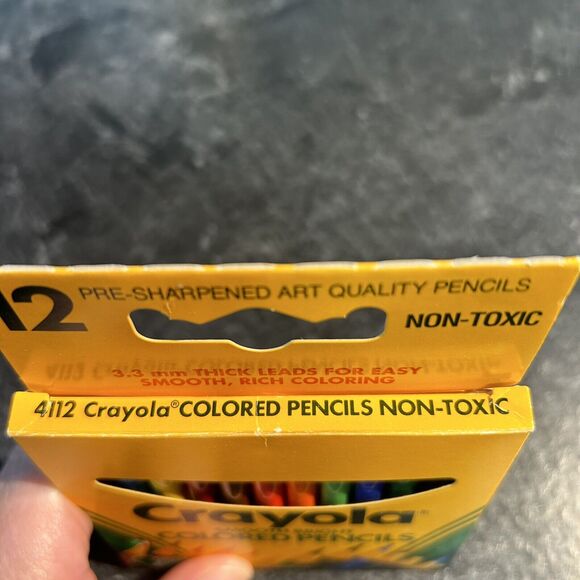 12 PRE-SHARPENED ART QUALITY PENCILS
NON-TOXIC
3.3 mm THICK LEADS FOR EASY
SMOOTH, RICH COLORING
4112 Crayola® COLORED PENCILS NON-TOXIC
Crayola®
COLORED PENCILS